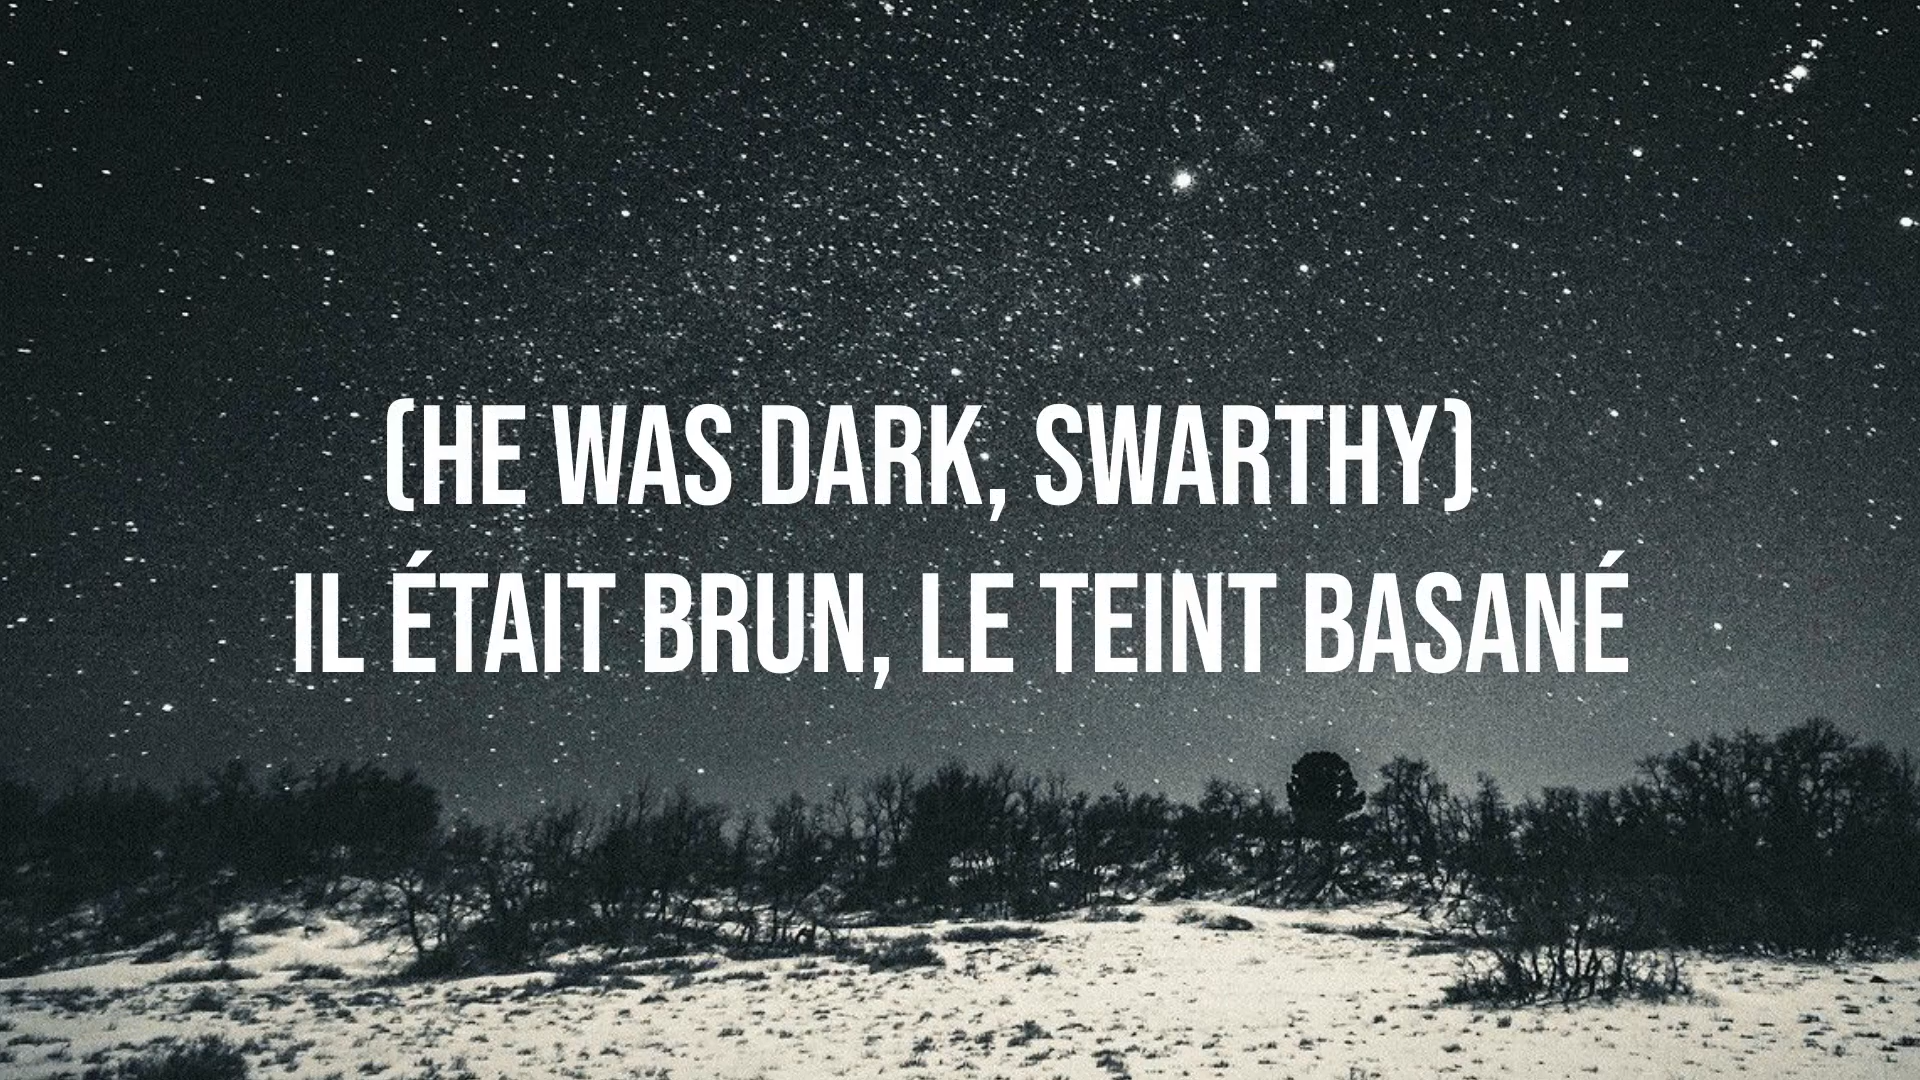 (HE WAS DARK, SWARTHY)
IL ÉTAIT BRUN, LE TEINT BASANÉ